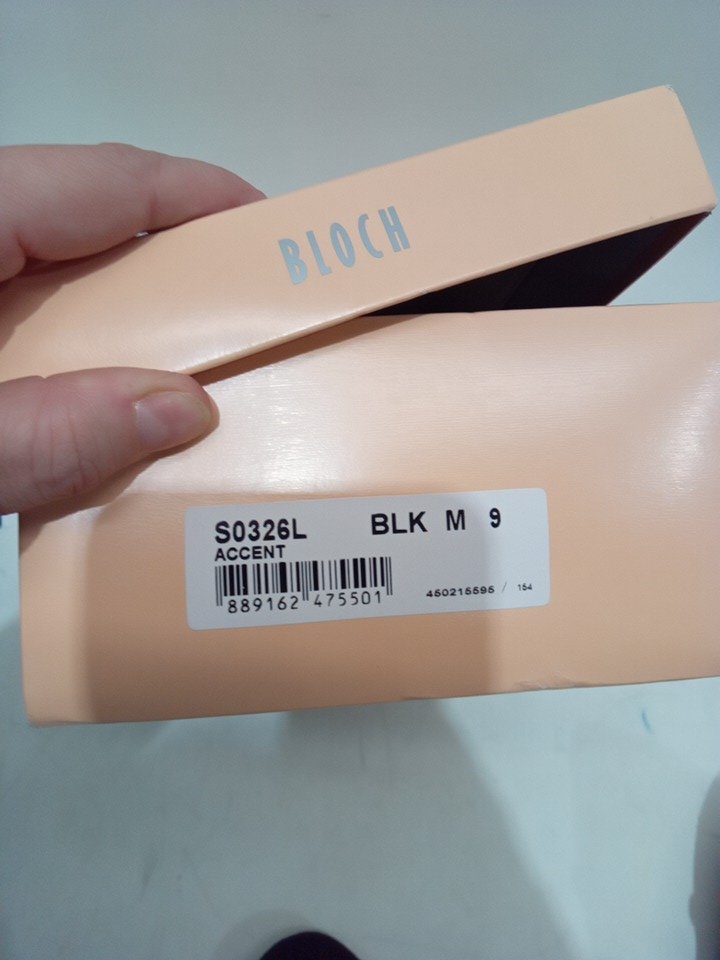 BLOCH
S0326L BLK M 9
ACCENT
889162 475501
450215595 / 154